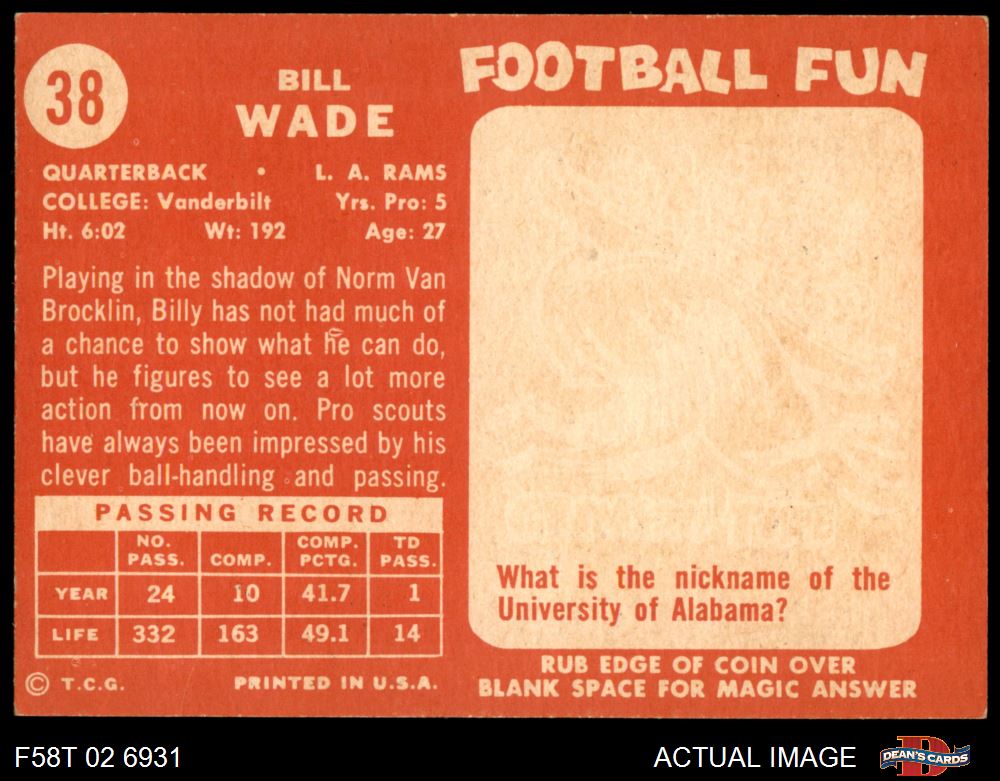 38
BILL
WADE
QUARTERBACK • L. A. RAMS
COLLEGE: Vanderbilt Yrs. Pro: 5
Ht. 6:02 Wt: 192 Age: 27
Playing in the shadow of Norm Van
Brocklin, Billy has not had much of
a chance to show what he can do,
but he figures to see a lot more
action from now on. Pro scouts
have always been impressed by his
clever ball-handling and passing.
PASSING RECORD
NO. PASS. COMP. COMP. PCTG. TD PASS.
YEAR 24 10 41.7 1
LIFE 332 163 49.1 14
© T.C.G. PRINTED IN U.S.A.
FOOTBALL FUN
What is the nickname of the
University of Alabama?
RUB EDGE OF COIN OVER
BLANK SPACE FOR MAGIC ANSWER
F58T 02 6931
ACTUAL IMAGE
DEAN'S CARDS